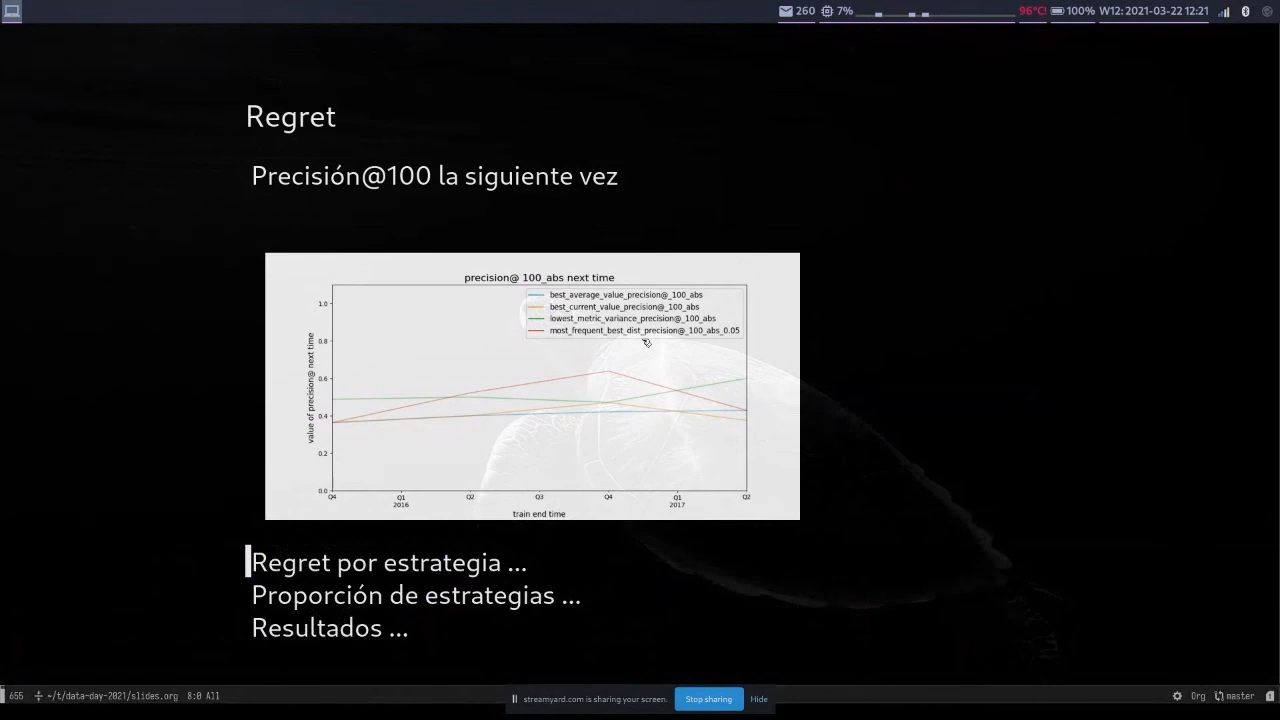 260 7% 96°C! 100% W12: 2021-03-22 12:21
Regret
Precisión@100 la siguiente vez
precision@ 100_abs next time
best_average_value_precision@_100_abs
best_current_value_precision@_100_abs
lowest_metric_variance_precision@_100_abs
most_frequent_best_dist_precision@_100_abs_0.05
value of precision@ next time
1.0
0.8
0.6
0.4
0.2
0.0
Q4 Q1 Q2 Q3 Q4 Q1 Q2
2016 2017
train end time
Regret por estrategia ...
Proporción de estrategias ...
Resultados ...
655 ~/t/data-day-2021/slides.org 8:0 All Org master
streamyard.com is sharing your screen. Stop sharing Hide